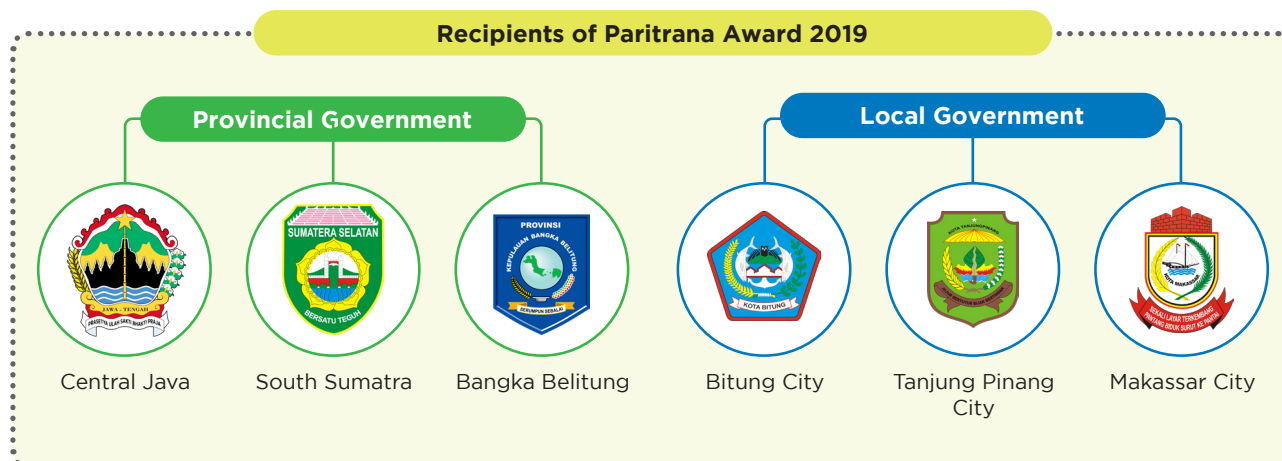 Recipients of Paritrana Award 2019
Provincial Government
Local Government
JAWA - TENGAH
PRASETYA ULAH SAKTI BHAKTI PRAJA
SUMATERA SELATAN
BERSATU TEGUH
PROVINSI
KEPULAUAN BANGKA BELITUNG
SERUMPUN SEBALAI
KOTA BITUNG
KOTA TANJUNGPINANG
KOTA MAKASSAR
SEKALI LAYAR TERKEMBANG
PANTANG BIDUK SURUT KE PANTAI
Central Java
South Sumatra
Bangka Belitung
Bitung City
Tanjung Pinang
City
Makassar City